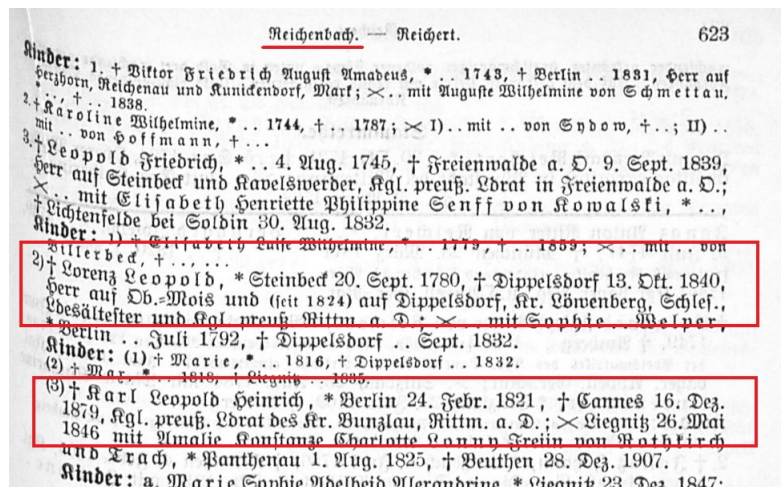 Reichenbach. — Reichert. 623
Kinder: 1. † Viktor Friedrich August Amadeus, * . . 1743, † Berlin . . 1831, Herr auf
Herzhorn, Reichenau und Kunickendorf, Mark; ⚔ . . mit Auguste Wilhelmine von Schmettau,
. . , † . . 1838.
2. † Karoline Wilhelmine, * . . 1744, † . . 1787; ⚔ I) . . mit . . von Sydow, † . . ; II) . .
mit . . von Hoffmann, † . . .
3. † Leopold Friedrich, * . . 4. Aug. 1745, † Freienwalde a. O. 9. Sept. 1839,
Herr auf Steinbeck und Kavelswerder, Kgl. preuß. Ldrat in Freienwalde a. O.;
⚔ . . mit Elisabeth Henriette Philippine Senff von Kowalski, * . . ,
† Lichtenfelde bei Soldin 30. Aug. 1832.
Kinder: 1) † Elisabeth Luise Wilhelmine, * . . 1779, † . . 1859; ⚔ . . mit . . von
Billerbeck, † . . . . .
2) † Lorenz Leopold, * Steinbeck 20. Sept. 1780, † Dippelsdorf 13. Okt. 1840,
Herr auf Ob.=Mois und (seit 1824) auf Dippelsdorf, Kr. Löwenberg, Schles.,
Ldesältester und Kgl. preuß. Rittm. a. D.; ⚔ . . mit Sophie . . Welper,
* Berlin . . Juli 1792, † Dippelsdorf . . Sept. 1832.
Kinder: (1) † Marie, * . . 1816, † Dippelsdorf . . 1832.
(2) † Max, * . . 1818, † Liegnitz . . 1835.
(3) † Karl Leopold Heinrich, * Berlin 24. Febr. 1821, † Cannes 16. Dez.
1879, Kgl. preuß. Ldrat des Kr. Bunzlau, Rittm. a. D.; ⚔ Liegnitz 26. Mai
1846 mit Amalie Konstanze Charlotte Fanny Freiin von Rothkirch
und Trach, * Panthenau 1. Aug. 1825, † Beuthen 28. Dez. 1907.
Kinder: a. Marie Sophie Adelheid Alexandrine, * Liegnitz 23. Dez. 1847;